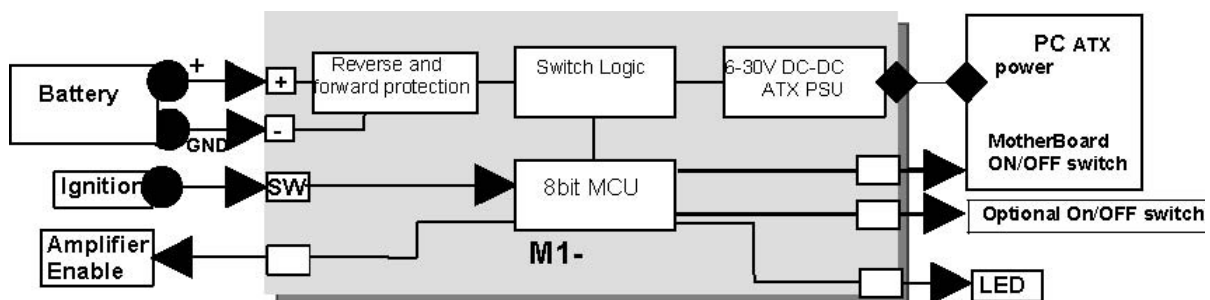 Battery
+
GND
+
-
Reverse and
forward protection
Switch Logic
6-30V DC-DC
ATX PSU
PC ATX
power
MotherBoard
ON/OFF switch
Ignition
SW
8bit MCU
Optional On/OFF switch
Amplifier
Enable
M1-
LED